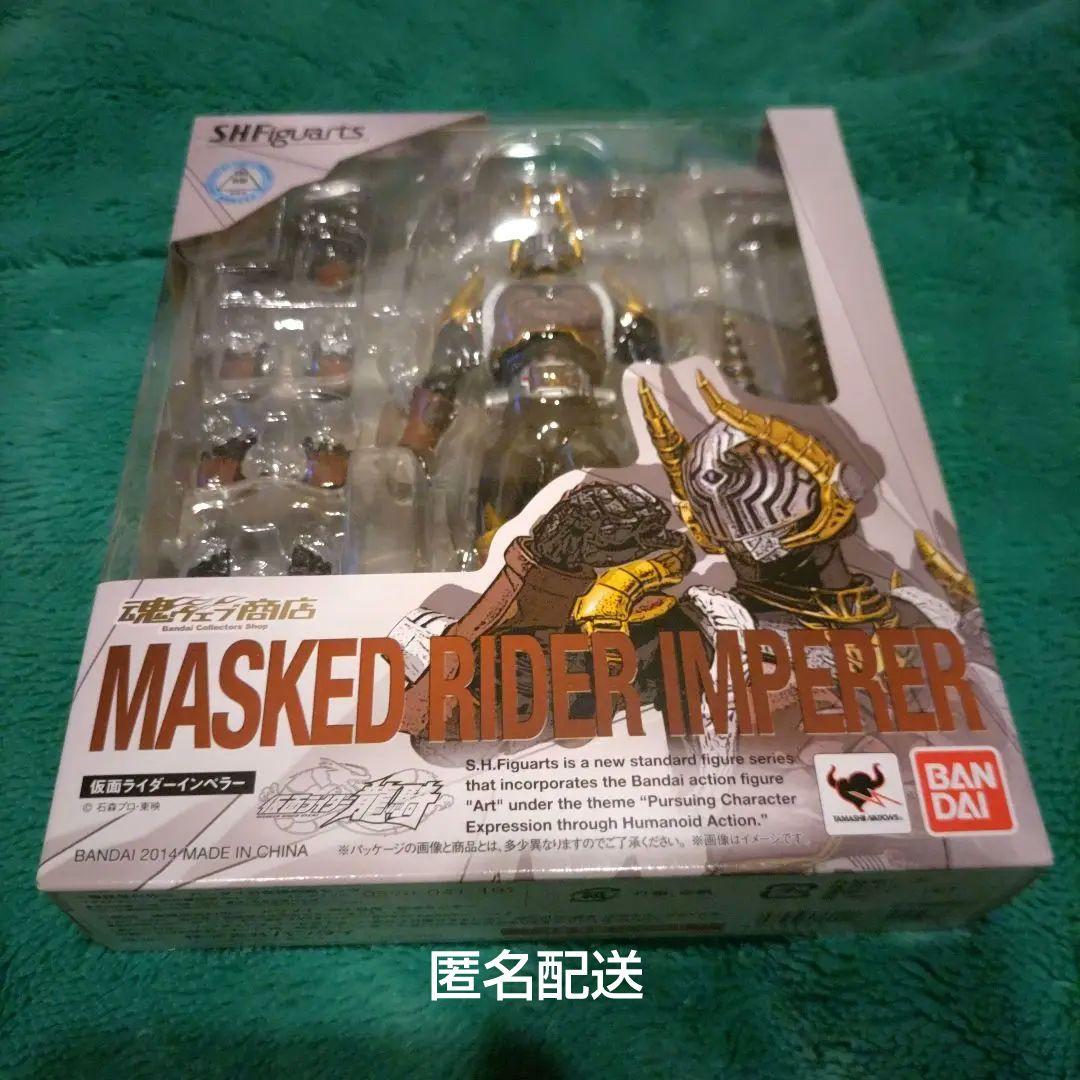 S.H.Figuarts
魂ウェブ商店
Bandai Collectors Shop
MASKED RIDER IMPERER
仮面ライダーインペラー
© 石森プロ・東映
仮面ライダー龍騎
S.H.Figuarts is a new standard figure series
that incorporates the Bandai action figure
"Art" under the theme “Pursuing Character
Expression through Humanoid Action.”
TAMASHII NATIONS
BAN
DAI
BANDAI 2014 MADE IN CHINA
※パッケージの画像と商品とは、多少異なりますのでご了承ください。※画像はイメージです
匿名配送